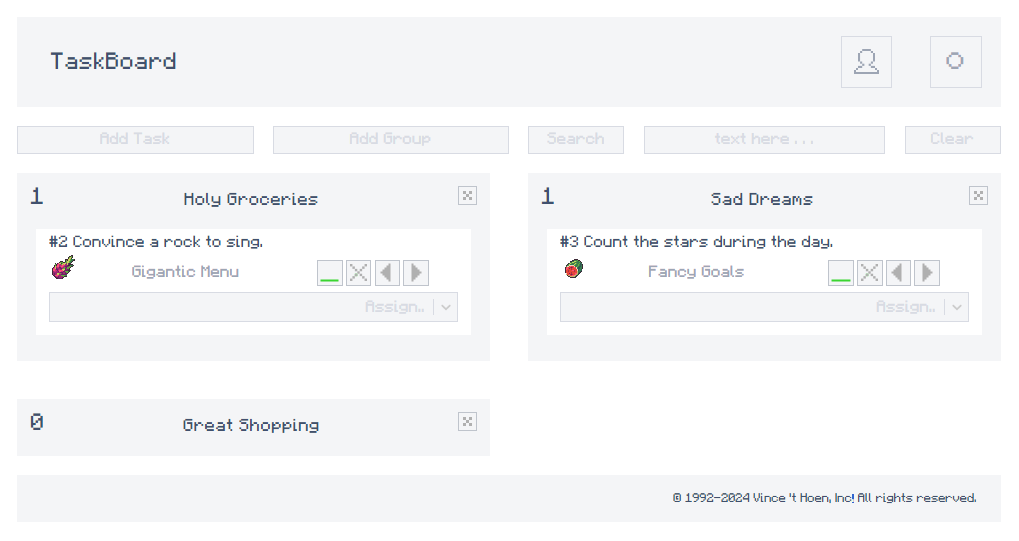 TaskBoard
Add Task
Add Group
Search
text here ...
Clear
1
Holy Groceries
#2 Convince a rock to sing.
Gigantic Menu
Assign..
1
Sad Dreams
#3 Count the stars during the day.
Fancy Goals
Assign..
0
Great Shopping
© 1992-2024 Vince 't Hoen, Inc! All rights reserved.